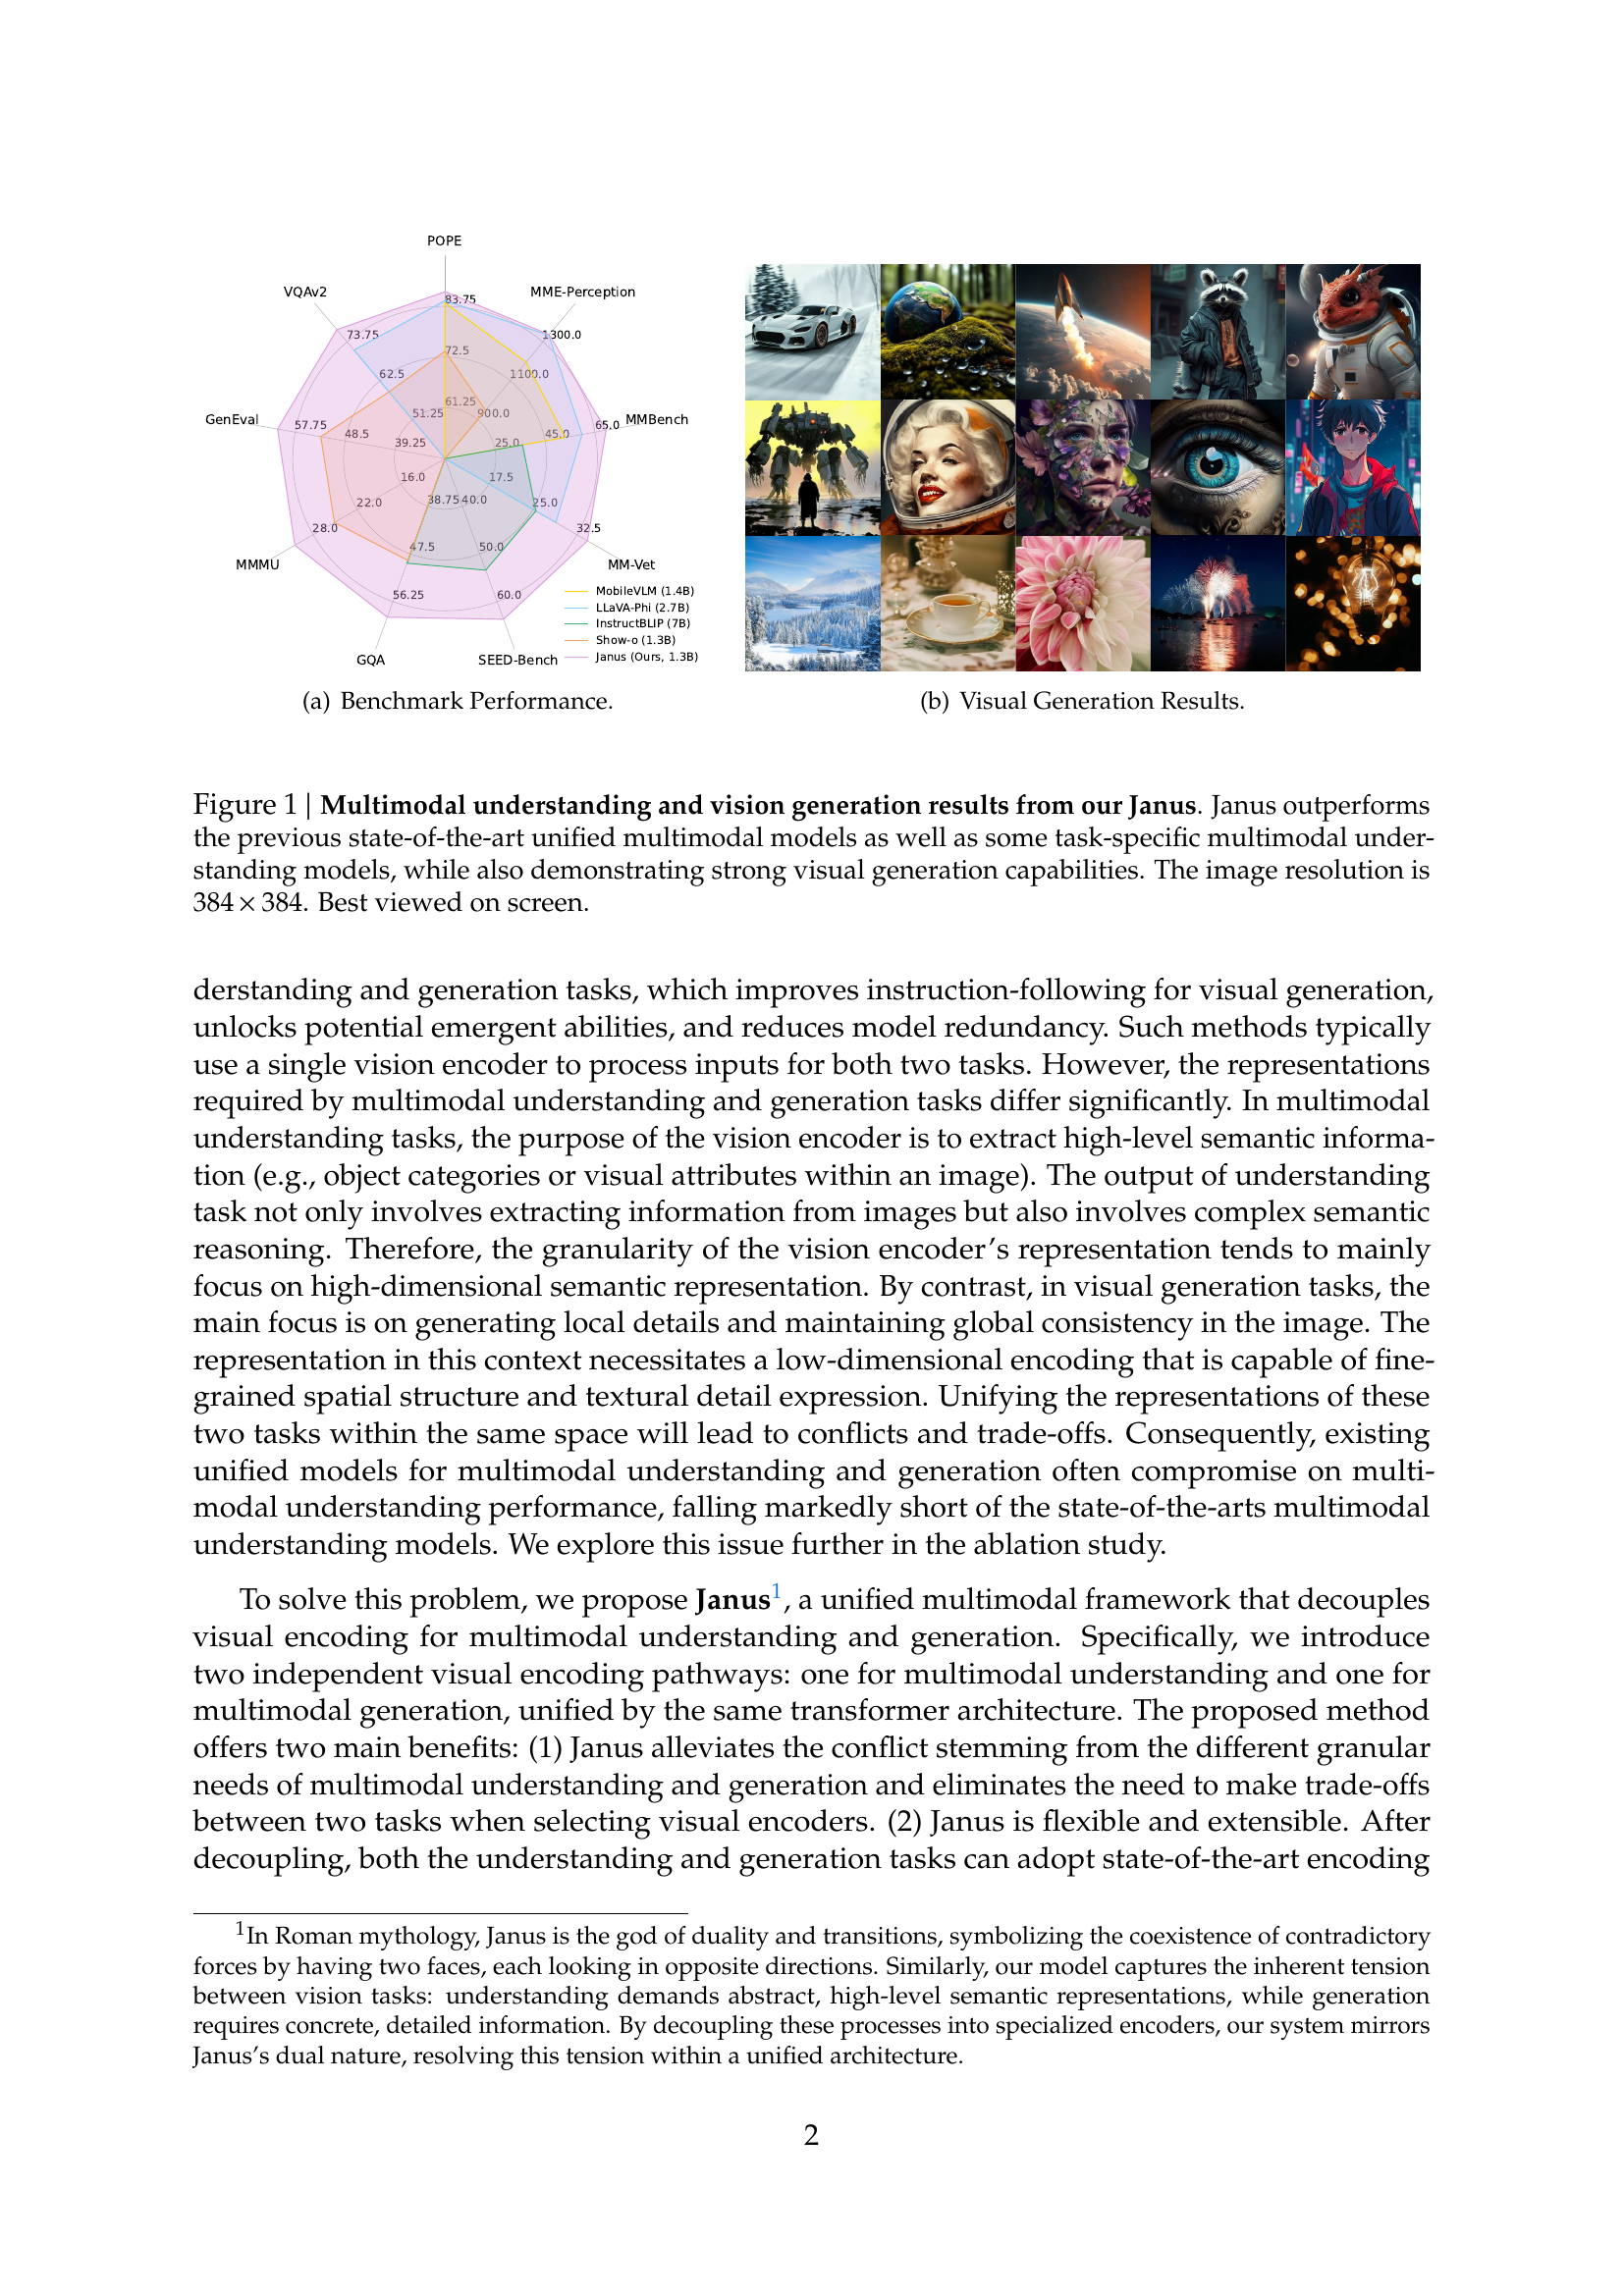 POPE
VQAv2
MME-Perception
83.75
73.75
1300.0
72.5
62.5
1100.0
61.25
51.25
900.0
GenEval
MMBench
57.75
65.0
48.5
45.0
39.25
25.0
16.0
17.5
22.0
38.75
40.0
25.0
28.0
32.5
47.5
50.0
MMMU
MM-Vet
56.25
60.0
MobileVLM (1.4B)
LLaVA-Phi (2.7B)
InstructBLIP (7B)
Show-o (1.3B)
Janus (Ours, 1.3B)
GQA
SEED-Bench
(a) Benchmark Performance.
(b) Visual Generation Results.
Figure 1 | Multimodal understanding and vision generation results from our Janus. Janus outperforms
the previous state-of-the-art unified multimodal models as well as some task-specific multimodal under-
standing models, while also demonstrating strong visual generation capabilities. The image resolution is
384 × 384. Best viewed on screen.
derstanding and generation tasks, which improves instruction-following for visual generation,
unlocks potential emergent abilities, and reduces model redundancy. Such methods typically
use a single vision encoder to process inputs for both two tasks. However, the representations
required by multimodal understanding and generation tasks differ significantly. In multimodal
understanding tasks, the purpose of the vision encoder is to extract high-level semantic informa-
tion (e.g., object categories or visual attributes within an image). The output of understanding
task not only involves extracting information from images but also involves complex semantic
reasoning. Therefore, the granularity of the vision encoder's representation tends to mainly
focus on high-dimensional semantic representation. By contrast, in visual generation tasks, the
main focus is on generating local details and maintaining global consistency in the image. The
representation in this context necessitates a low-dimensional encoding that is capable of fine-
grained spatial structure and textural detail expression. Unifying the representations of these
two tasks within the same space will lead to conflicts and trade-offs. Consequently, existing
unified models for multimodal understanding and generation often compromise on multi-
modal understanding performance, falling markedly short of the state-of-the-arts multimodal
understanding models. We explore this issue further in the ablation study.
To solve this problem, we propose Janus1, a unified multimodal framework that decouples
visual encoding for multimodal understanding and generation. Specifically, we introduce
two independent visual encoding pathways: one for multimodal understanding and one for
multimodal generation, unified by the same transformer architecture. The proposed method
offers two main benefits: (1) Janus alleviates the conflict stemming from the different granular
needs of multimodal understanding and generation and eliminates the need to make trade-offs
between two tasks when selecting visual encoders. (2) Janus is flexible and extensible. After
decoupling, both the understanding and generation tasks can adopt state-of-the-art encoding
1In Roman mythology, Janus is the god of duality and transitions, symbolizing the coexistence of contradictory
forces by having two faces, each looking in opposite directions. Similarly, our model captures the inherent tension
between vision tasks: understanding demands abstract, high-level semantic representations, while generation
requires concrete, detailed information. By decoupling these processes into specialized encoders, our system mirrors
Janus's dual nature, resolving this tension within a unified architecture.
2